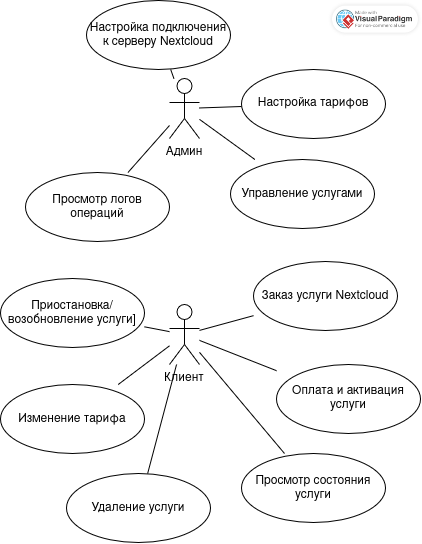 Made with
Visual Paradigm
For non-commercial use
Настройка подключения
к серверу Nextcloud
Настройка тарифов
Админ
Просмотр логов
операций
Управление услугами
Заказ услуги Nextcloud
Приостановка/
возобновление услуги]
Клиент
Оплата и активация
услуги
Изменение тарифа
Просмотр состояния
услуги
Удаление услуги